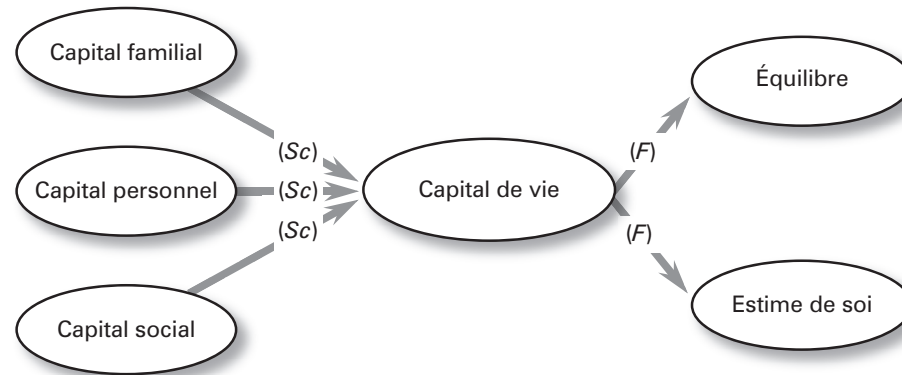 Capital familial
Capital personnel
Capital social
(Sc)
(Sc)
(Sc)
Capital de vie
(F)
(F)
Équilibre
Estime de soi